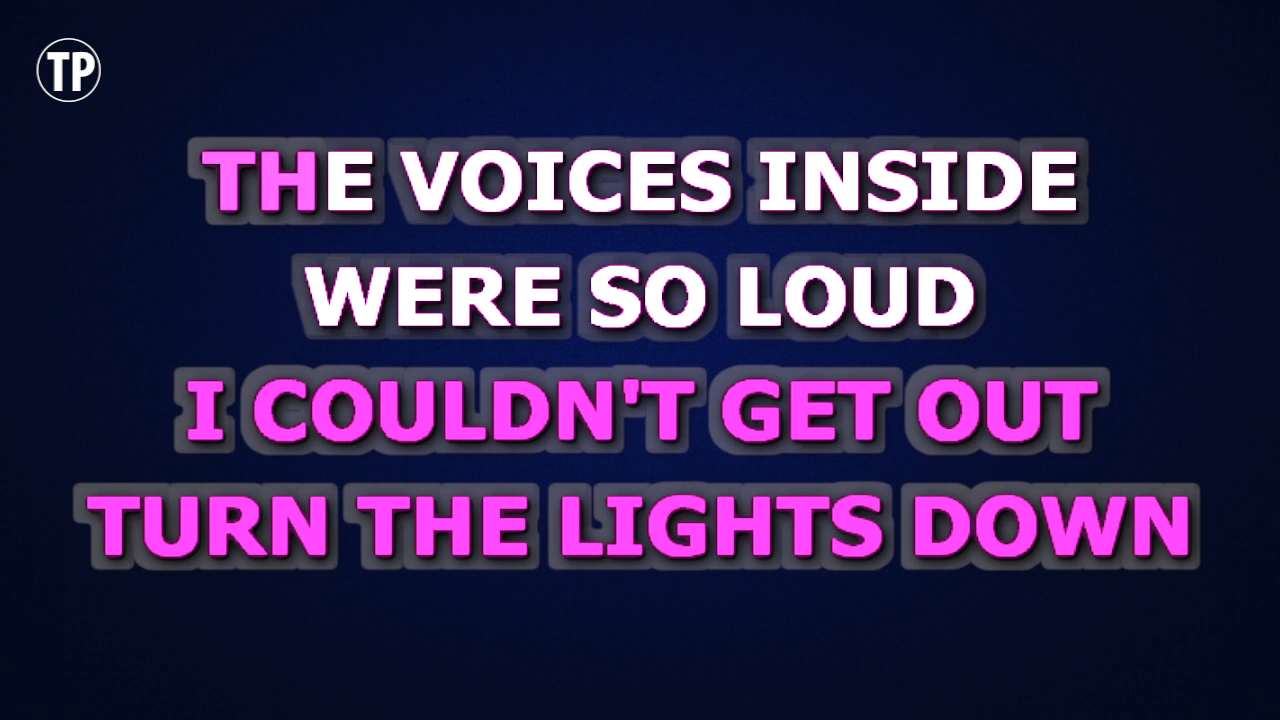 TP
THE VOICES INSIDE
WERE SO LOUD
I COULDN'T GET OUT
TURN THE LIGHTS DOWN